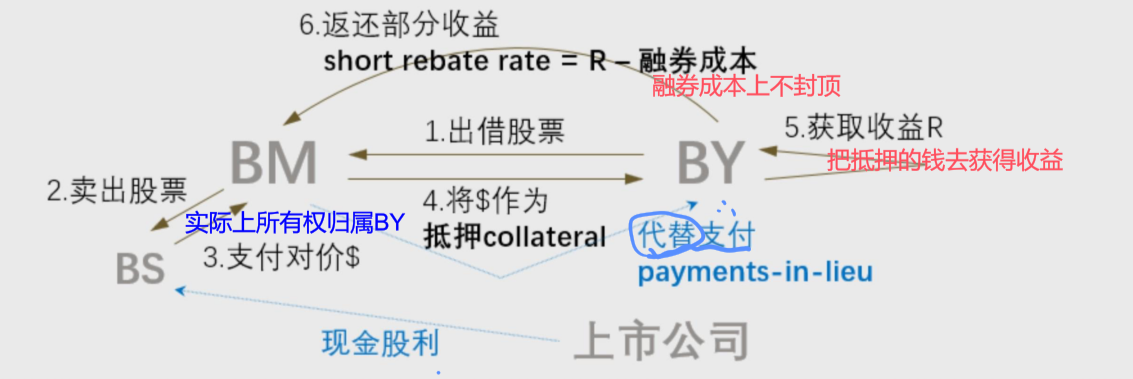 6.返还部分收益
short rebate rate = R – 融券成本
融券成本上不封顶
1.出借股票
5.获取收益R
BM
BY
把抵押的钱去获得收益
2.卖出股票
4.将$作为
抵押collateral
实际上所有权归属BY
代替支付
BS
3.支付对价$
payments-in-lieu
现金股利
上市公司